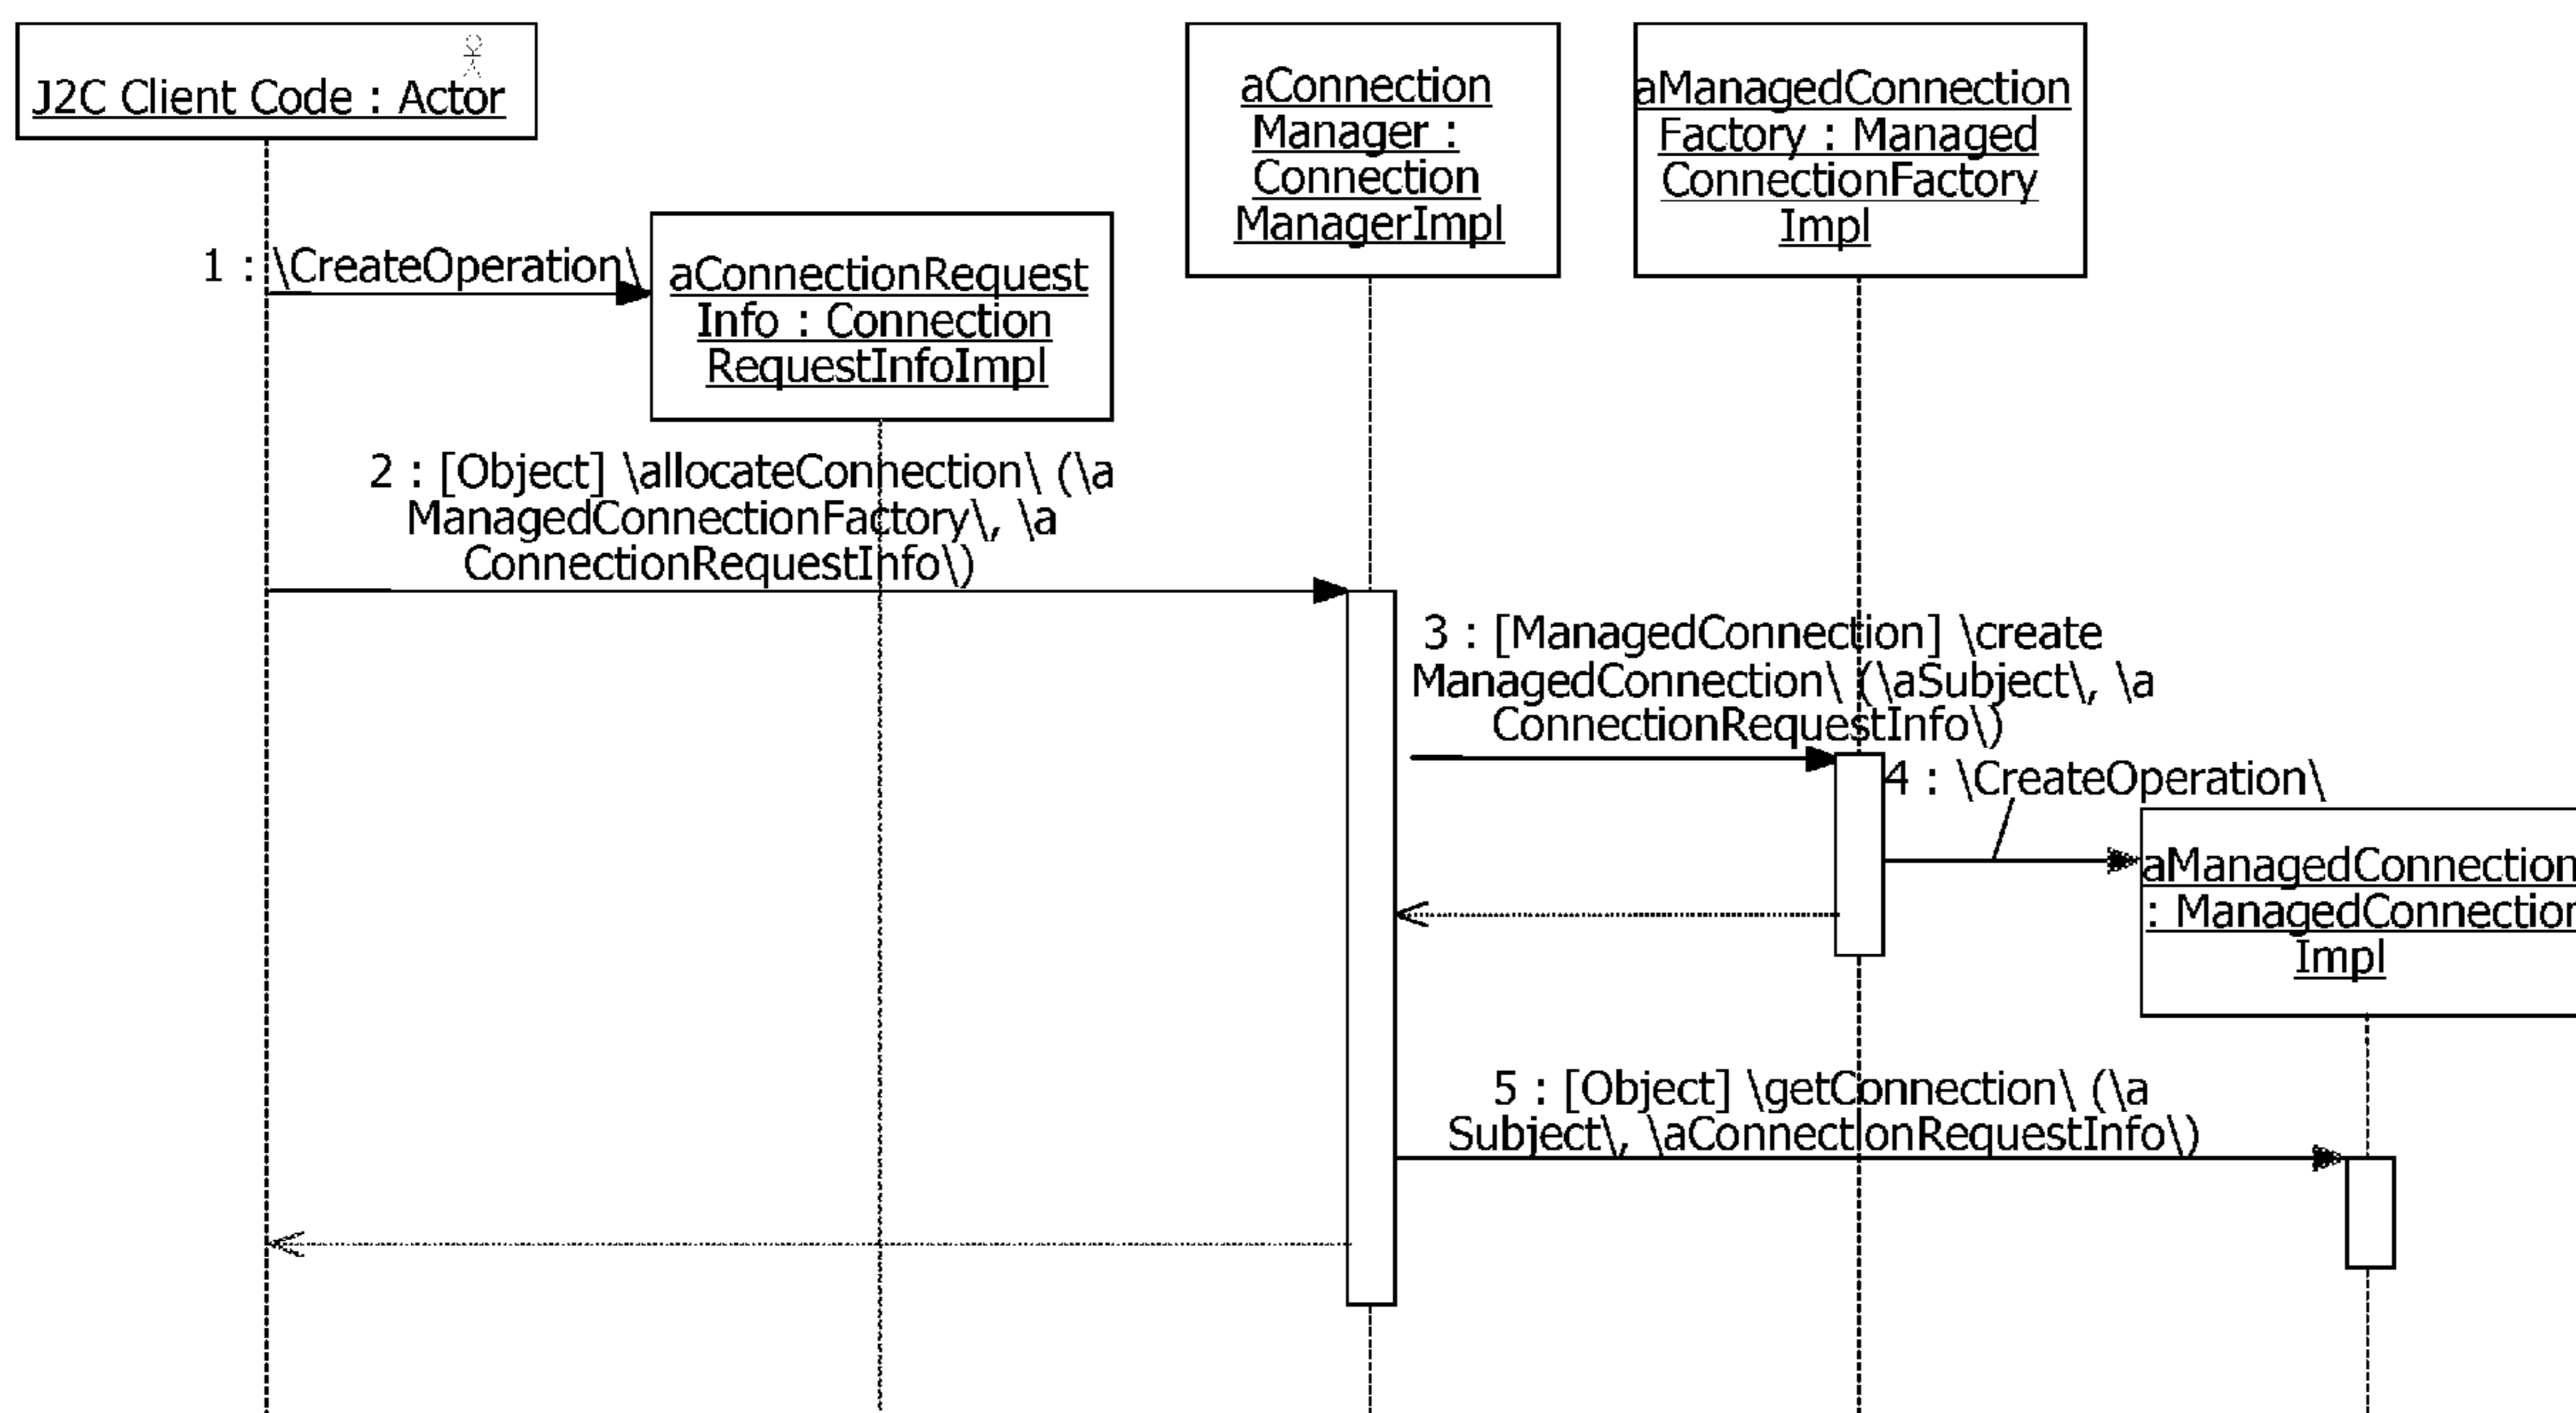 J2C Client Code : Actor
aConnection
Manager :
Connection
ManagerImpl
aManagedConnection
Factory : Managed
ConnectionFactory
Impl
1 : \CreateOperation\
aConnectionRequest
Info : Connection
RequestInfoImpl
2 : [Object] \allocateConnection\ (\a
ManagedConnectionFactory\, \a
ConnectionRequestInfo\)
3 : [ManagedConnection] \create
ManagedConnection\ (\aSubject\, \a
ConnectionRequestInfo\)
4 : \CreateOperation\
aManagedConnection
: ManagedConnection
Impl
5 : [Object] \getConnection\ (\a
Subject\, \aConnectionRequestInfo\)